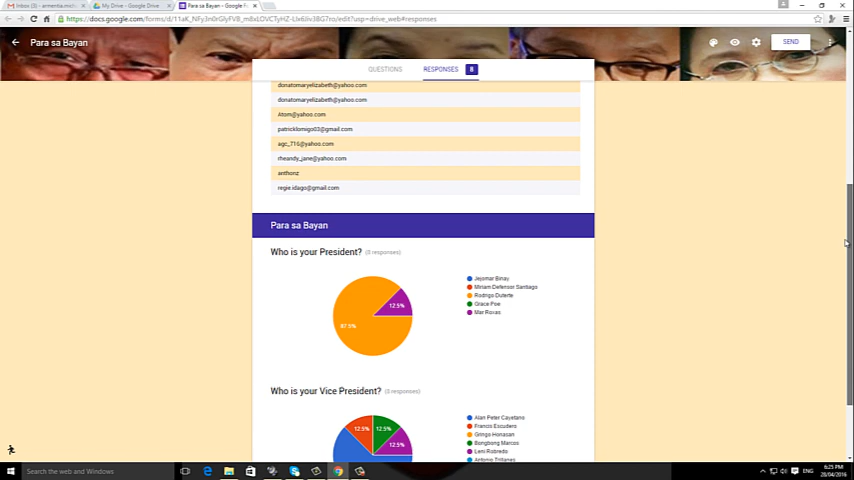 Inbox (3) - armentia.mich
My Drive - Google Drive
Para sa Bayan - Google F
https://docs.google.com/forms/d/
edit?usp=drive_web#responses
Para sa Bayan
SEND
QUESTIONS
RESPONSES 8
donatomaryelizabeth@yahoo.com
donatomaryelizabeth@yahoo.com
Atom@yahoo.com
patricklomigo03@gmail.com
agc_716@yahoo.com
rheandy_jane@yahoo.com
anthonz
regie.idago@gmail.com
Para sa Bayan
Who is your President? (8 responses)
12.5%
87.5%
Jejomar Binay
Miriam Defensor Santiago
Rodrigo Duterte
Grace Poe
Mar Roxas
Who is your Vice President? (8 responses)
12.5%
12.5%
12.5%
Alan Peter Cayetano
Francis Escudero
Gringo Honasan
Bongbong Marcos
Leni Robredo
Antonio Trillanes
Search the web and Windows
ENG
6:25 PM
28/04/2016